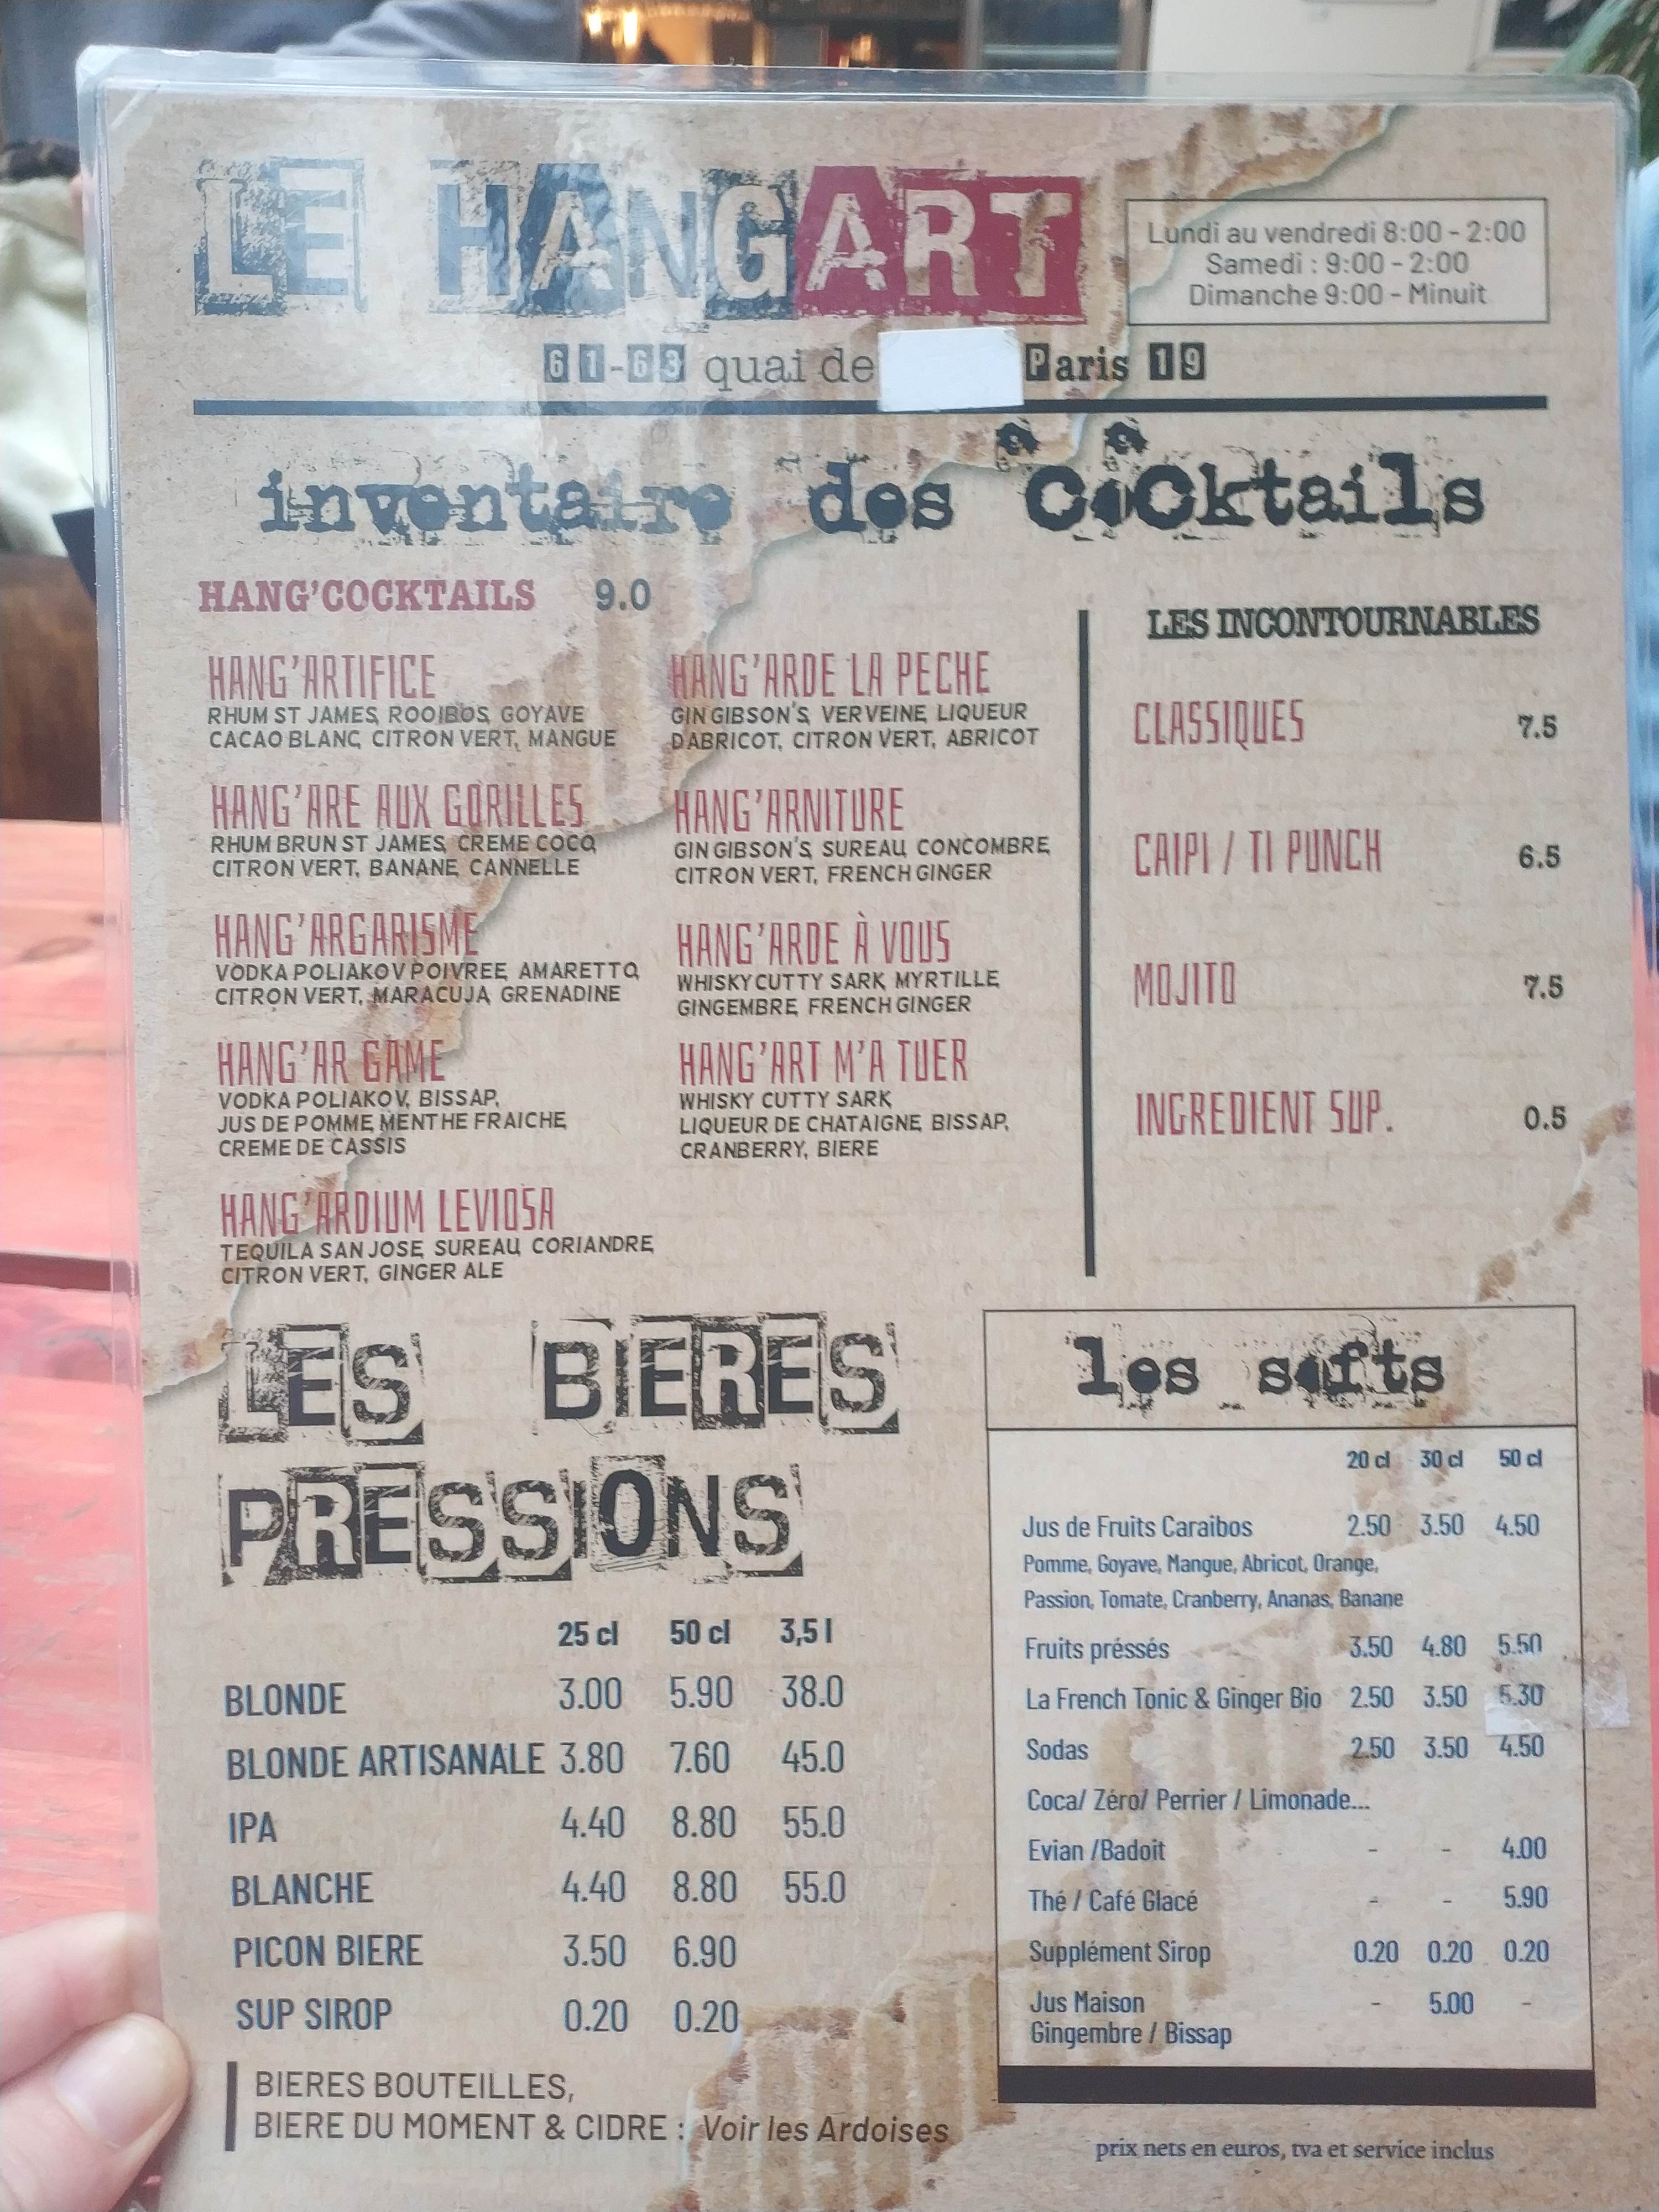 LE HANGART
Lundi au vendredi 8:00 - 2:00
Samedi : 9:00 - 2:00
Dimanche 9:00 - Minuit
61-63 quai de Paris 19
inventaire des CoCktails
HANG'COCKTAILS 9.0
HANG'ARTIFICE
RHUM ST JAMES, ROOIBOS, GOYAVE
CACAO BLANC, CITRON VERT, MANGUE
HANG'ARE AUX GORILLES
RHUM BRUN ST JAMES, CREME COCO,
CITRON VERT, BANANE, CANNELLE
HANG'ARGARISME
VODKA POLIAKOV POIVREE, AMARETTO,
CITRON VERT, MARACUJA, GRENADINE
HANG'AR GAME
VODKA POLIAKOV, BISSAP,
JUS DE POMME, MENTHE FRAICHE,
CREME DE CASSIS
HANG'ARDIUM LEVIOSA
TEQUILA SAN JOSE, SUREAU, CORIANDRE,
CITRON VERT, GINGER ALE
HANG'ARDE LA PECHE
GIN GIBSON'S, VERVEINE, LIQUEUR
D'ABRICOT, CITRON VERT, ABRICOT
HANG'ARNITURE
GIN GIBSON'S, SUREAU, CONCOMBRE,
CITRON VERT, FRENCH GINGER
HANG'ARDE À VOUS
WHISKY CUTTY SARK, MYRTILLE,
GINGEMBRE, FRENCH GINGER
HANG'ART M'A TUER
WHISKY CUTTY SARK,
LIQUEUR DE CHATAIGNE, BISSAP,
CRANBERRY, BIERE
LES INCONTOURNABLES
CLASSIQUES 7.5
CAIPI / TI PUNCH 6.5
MOJITO 7.5
INGREDIENT SUP. 0.5
LES BIERES
PRESSIONS
25 cl 50 cl 3,5 l
BLONDE 3.00 5.90 38.0
BLONDE ARTISANALE 3.80 7.60 45.0
IPA 4.40 8.80 55.0
BLANCHE 4.40 8.80 55.0
PICON BIERE 3.50 6.90
SUP SIROP 0.20 0.20
BIERES BOUTEILLES,
BIERE DU MOMENT & CIDRE : Voir les Ardoises
les softs
20 cl 30 cl 50 cl
Jus de Fruits Caraibos 2.50 3.50 4.50
Pomme, Goyave, Mangue, Abricot, Orange,
Passion, Tomate, Cranberry, Ananas, Banane
Fruits préssés 3.50 4.80 5.50
La French Tonic & Ginger Bio 2.50 3.50 5.30
Sodas 2.50 3.50 4.50
Coca/ Zéro/ Perrier / Limonade...
Evian /Badoit - - 4.00
Thé / Café Glacé - - 5.90
Supplément Sirop 0.20 0.20 0.20
Jus Maison - 5.00 -
Gingembre / Bissap
prix nets en euros, tva et service inclus